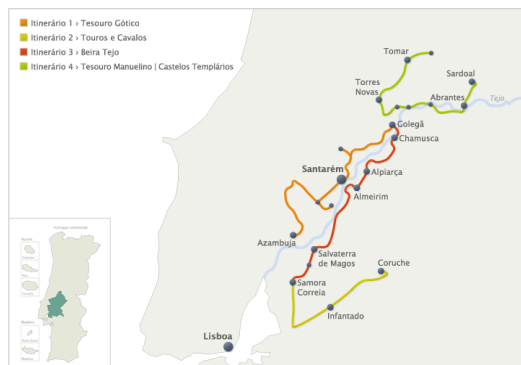 Itinerário 1 › Tesouro Gótico
Itinerário 2 › Touros e Cavalos
Itinerário 3 › Beira Tejo
Itinerário 4 › Tesouro Manuelino | Castelos Templários
Tomar
Sardoal
Torres
Novas
Abrantes
Tejo
Golegã
Chamusca
Santarém
Alpiarça
Almeirim
Azambuja
Salvaterra
de Magos
Coruche
Samora
Correia
Infantado
Lisboa